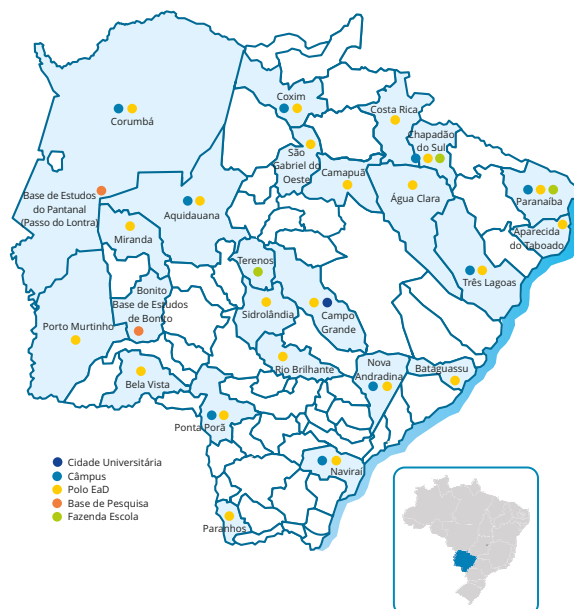 Coxim
Costa Rica
Corumbá
Chapadão
do Sul
São
Gabriel do
Oeste
Camapuã
Base de Estudos
do Pantanal
(Passo do Lontra)
Aquidauana
Água Clara
Paranaíba
Miranda
Aparecida
do Taboado
Terenos
Três Lagoas
Bonito
Base de Estudos
de Bonito
Porto Murtinho
Sidrolândia
Campo
Grande
Rio Brilhante
Nova
Andradina
Bataguassu
Bela Vista
Ponta Porã
Naviraí
Paranhos
Cidade Universitária
Câmpus
Polo EaD
Base de Pesquisa
Fazenda Escola